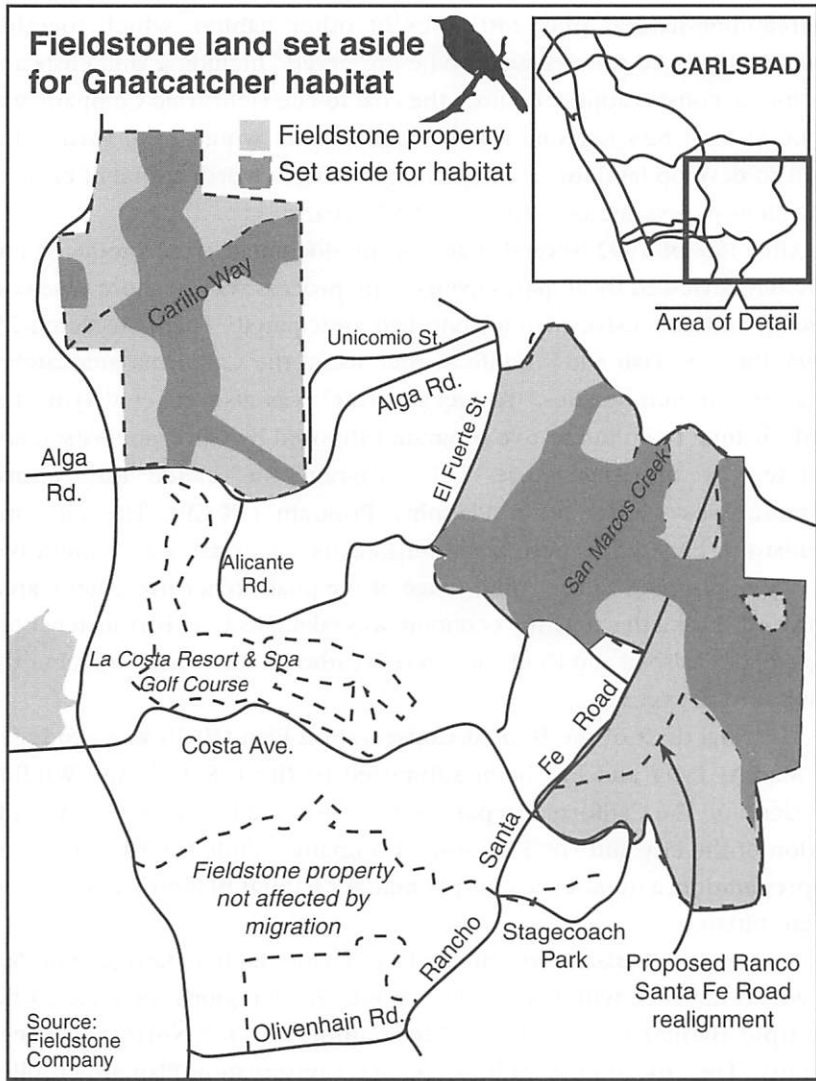 Fieldstone land set aside
for Gnatcatcher habitat
Fieldstone property
Set aside for habitat
CARLSBAD
Area of Detail
Carillo Way
Unicomio St.
Alga Rd.
El Fuerte St.
San Marcos Creek
Alga
Rd.
Alicante
Rd.
La Costa Resort & Spa
Golf Course
Costa Ave.
Rancho Santa Fe Road
Fieldstone property
not affected by
migration
Stagecoach
Park
Proposed Ranco
Santa Fe Road
realignment
Olivenhain Rd.
Source:
Fieldstone
Company